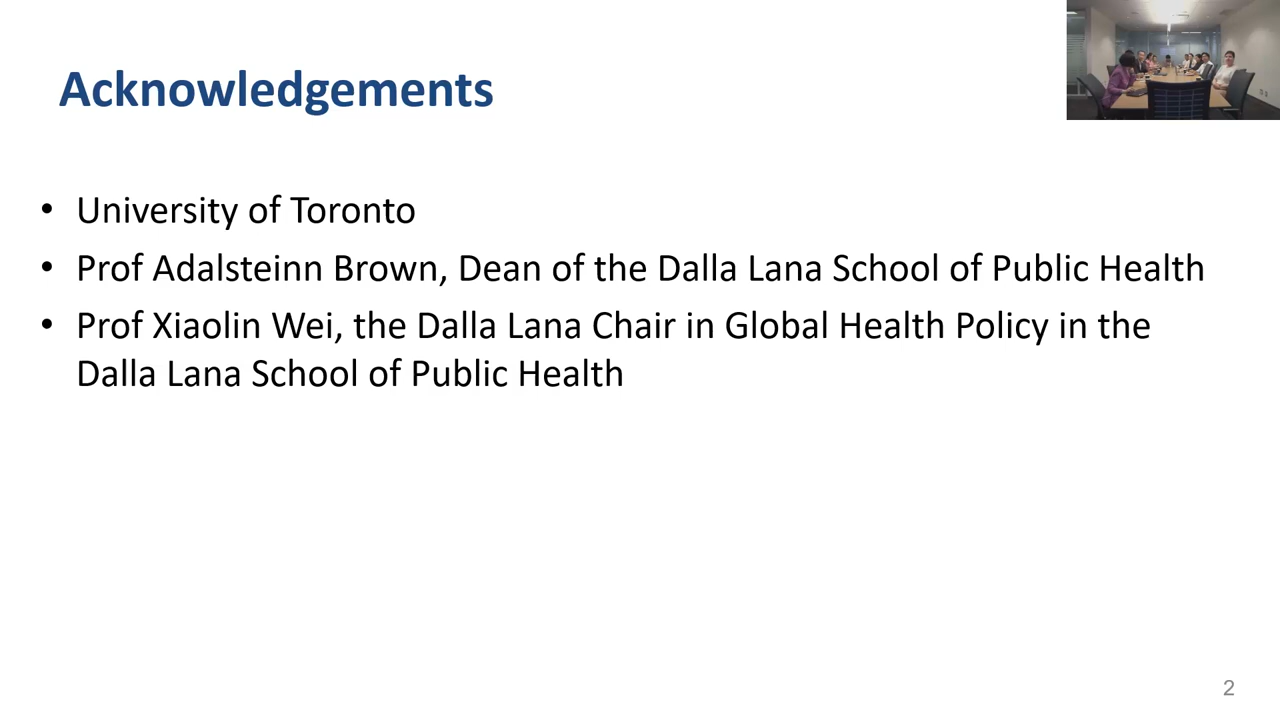 Acknowledgements
• University of Toronto
• Prof Adalsteinn Brown, Dean of the Dalla Lana School of Public Health
• Prof Xiaolin Wei, the Dalla Lana Chair in Global Health Policy in the
Dalla Lana School of Public Health
2